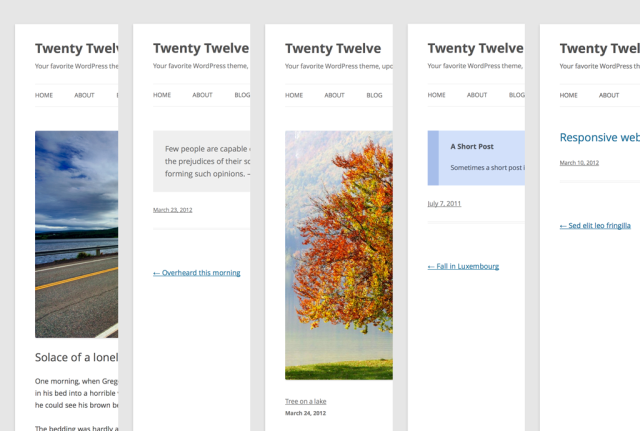 Twenty Twelv
Your favorite WordPress the
HOME ABOUT
Solace of a lonel
One morning, when Greg
in his bed into a horrible
he could see his brown b
The bedding was hardly a
Twenty Twelve
Your favorite WordPress theme,
HOME ABOUT BLOG
Few people are capable
the prejudices of their so
forming such opinions. –
March 23, 2012
← Overheard this morning
Twenty Twelve
Your favorite WordPress theme, upd
HOME ABOUT BLOG
Tree on a lake
March 24, 2012
Twenty Twelve
Your favorite WordPress theme,
HOME ABOUT BLOG
A Short Post
Sometimes a short post i
July 7, 2011
← Fall in Luxembourg
Twenty Twel
Your favorite WordPress th
HOME ABOUT
Responsive web
March 10, 2012
← Sed elit leo fringilla